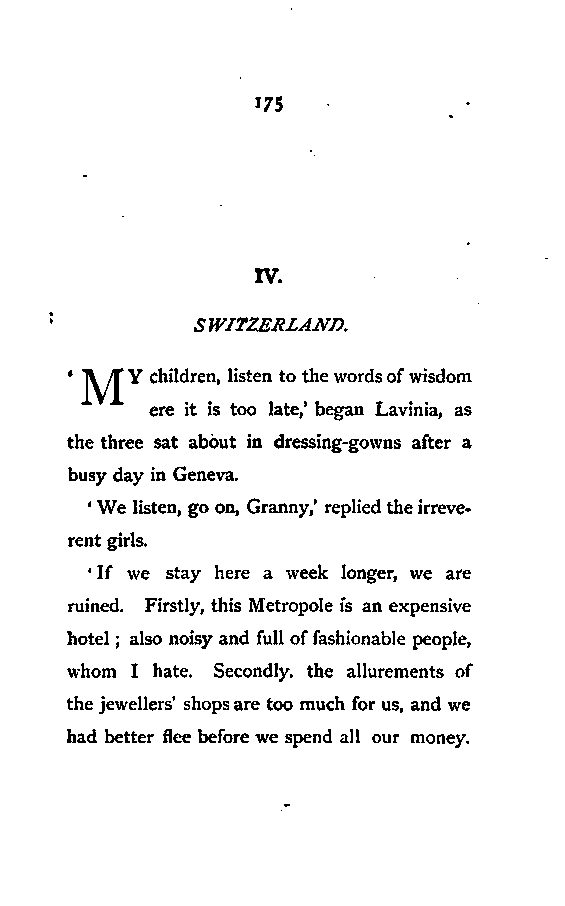 175
IV.
SWITZERLAND.
‘MY children, listen to the words of wisdom
ere it is too late,’ began Lavinia, as
the three sat about in dressing-gowns after a
busy day in Geneva.
‘We listen, go on, Granny,’ replied the irreve-
rent girls.
‘If we stay here a week longer, we are
ruined. Firstly, this Metropole is an expensive
hotel; also noisy and full of fashionable people,
whom I hate. Secondly, the allurements of
the jewellers’ shops are too much for us, and we
had better flee before we spend all our money.